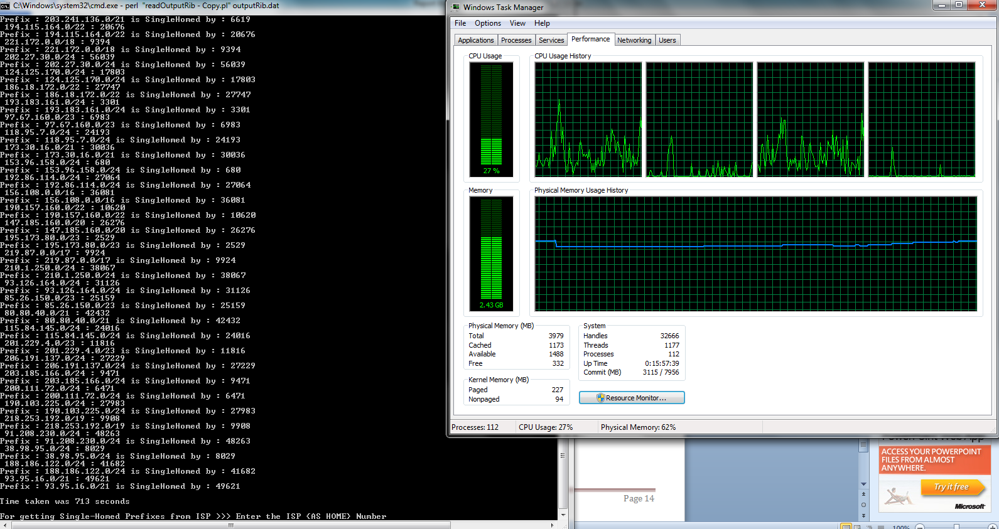 C:\Windows\system32\cmd.exe - perl  "readOutputRib - Copy.pl" outputRib.dat
Prefix : 203.241.136.0/21 is SingleHomed by : 6619
194.115.164.0/22 : 20676
Prefix : 194.115.164.0/22 is SingleHomed by : 20676
221.172.0.0/18 : 9394
Prefix : 221.172.0.0/18 is SingleHomed by : 9394
202.27.30.0/24 : 56039
Prefix : 202.27.30.0/24 is SingleHomed by : 56039
124.125.170.0/24 : 17803
Prefix : 124.125.170.0/24 is SingleHomed by : 17803
186.18.172.0/22 : 27747
Prefix : 186.18.172.0/22 is SingleHomed by : 27747
193.183.161.0/24 : 3301
Prefix : 193.183.161.0/24 is SingleHomed by : 3301
97.67.160.0/23 : 6983
Prefix : 97.67.160.0/23 is SingleHomed by : 6983
118.95.7.0/24 : 24193
Prefix : 118.95.7.0/24 is SingleHomed by : 24193
173.30.16.0/21 : 30036
Prefix : 173.30.16.0/21 is SingleHomed by : 30036
153.96.158.0/24 : 680
Prefix : 153.96.158.0/24 is SingleHomed by : 680
192.86.114.0/24 : 27064
Prefix : 192.86.114.0/24 is SingleHomed by : 27064
156.108.0.0/16 : 36081
Prefix : 156.108.0.0/16 is SingleHomed by : 36081
190.157.160.0/22 : 10620
Prefix : 190.157.160.0/22 is SingleHomed by : 10620
147.185.160.0/20 : 26276
Prefix : 147.185.160.0/20 is SingleHomed by : 26276
195.173.80.0/23 : 2529
Prefix : 195.173.80.0/23 is SingleHomed by : 2529
219.87.0.0/17 : 9924
Prefix : 219.87.0.0/17 is SingleHomed by : 9924
210.1.250.0/24 : 38067
Prefix : 210.1.250.0/24 is SingleHomed by : 38067
93.126.164.0/24 : 31126
Prefix : 93.126.164.0/24 is SingleHomed by : 31126
85.26.150.0/23 : 25159
Prefix : 85.26.150.0/23 is SingleHomed by : 25159
80.80.40.0/21 : 42432
Prefix : 80.80.40.0/21 is SingleHomed by : 42432
115.84.145.0/24 : 24016
Prefix : 115.84.145.0/24 is SingleHomed by : 24016
201.229.4.0/23 : 11816
Prefix : 201.229.4.0/23 is SingleHomed by : 11816
206.191.137.0/24 : 27229
Prefix : 206.191.137.0/24 is SingleHomed by : 27229
203.185.166.0/24 : 9471
Prefix : 203.185.166.0/24 is SingleHomed by : 9471
200.111.72.0/24 : 6471
Prefix : 200.111.72.0/24 is SingleHomed by : 6471
190.103.225.0/24 : 27983
Prefix : 190.103.225.0/24 is SingleHomed by : 27983
218.253.192.0/19 : 9908
Prefix : 218.253.192.0/19 is SingleHomed by : 9908
91.208.230.0/24 : 48263
Prefix : 91.208.230.0/24 is SingleHomed by : 48263
38.98.95.0/24 : 8029
Prefix : 38.98.95.0/24 is SingleHomed by : 8029
188.186.122.0/24 : 41682
Prefix : 188.186.122.0/24 is SingleHomed by : 41682
93.95.16.0/21 : 49621
Prefix : 93.95.16.0/21 is SingleHomed by : 49621
Time taken was 713 seconds
For getting Single-Homed Prefixes from ISP >>> Enter the ISP {AS HOME} Number
Windows Task Manager
File Options View Help
Applications Processes Services Performance Networking Users
CPU Usage
CPU Usage History
27 %
Memory
Physical Memory Usage History
2.43 GB
Physical Memory (MB)
Total 3979
Cached 1173
Available 1488
Free 332
Kernel Memory (MB)
Paged 227
Nonpaged 94
System
Handles 32666
Threads 1177
Processes 112
Up Time 0:15:57:39
Commit (MB) 3115 / 7956
Resource Monitor...
Processes: 112 CPU Usage: 27% Physical Memory: 62%
Page 14
PowerPoint Web App
ACCESS YOUR POWERPOINT
FILES FROM ALMOST
ANYWHERE.
Try it free
Microsoft
100%